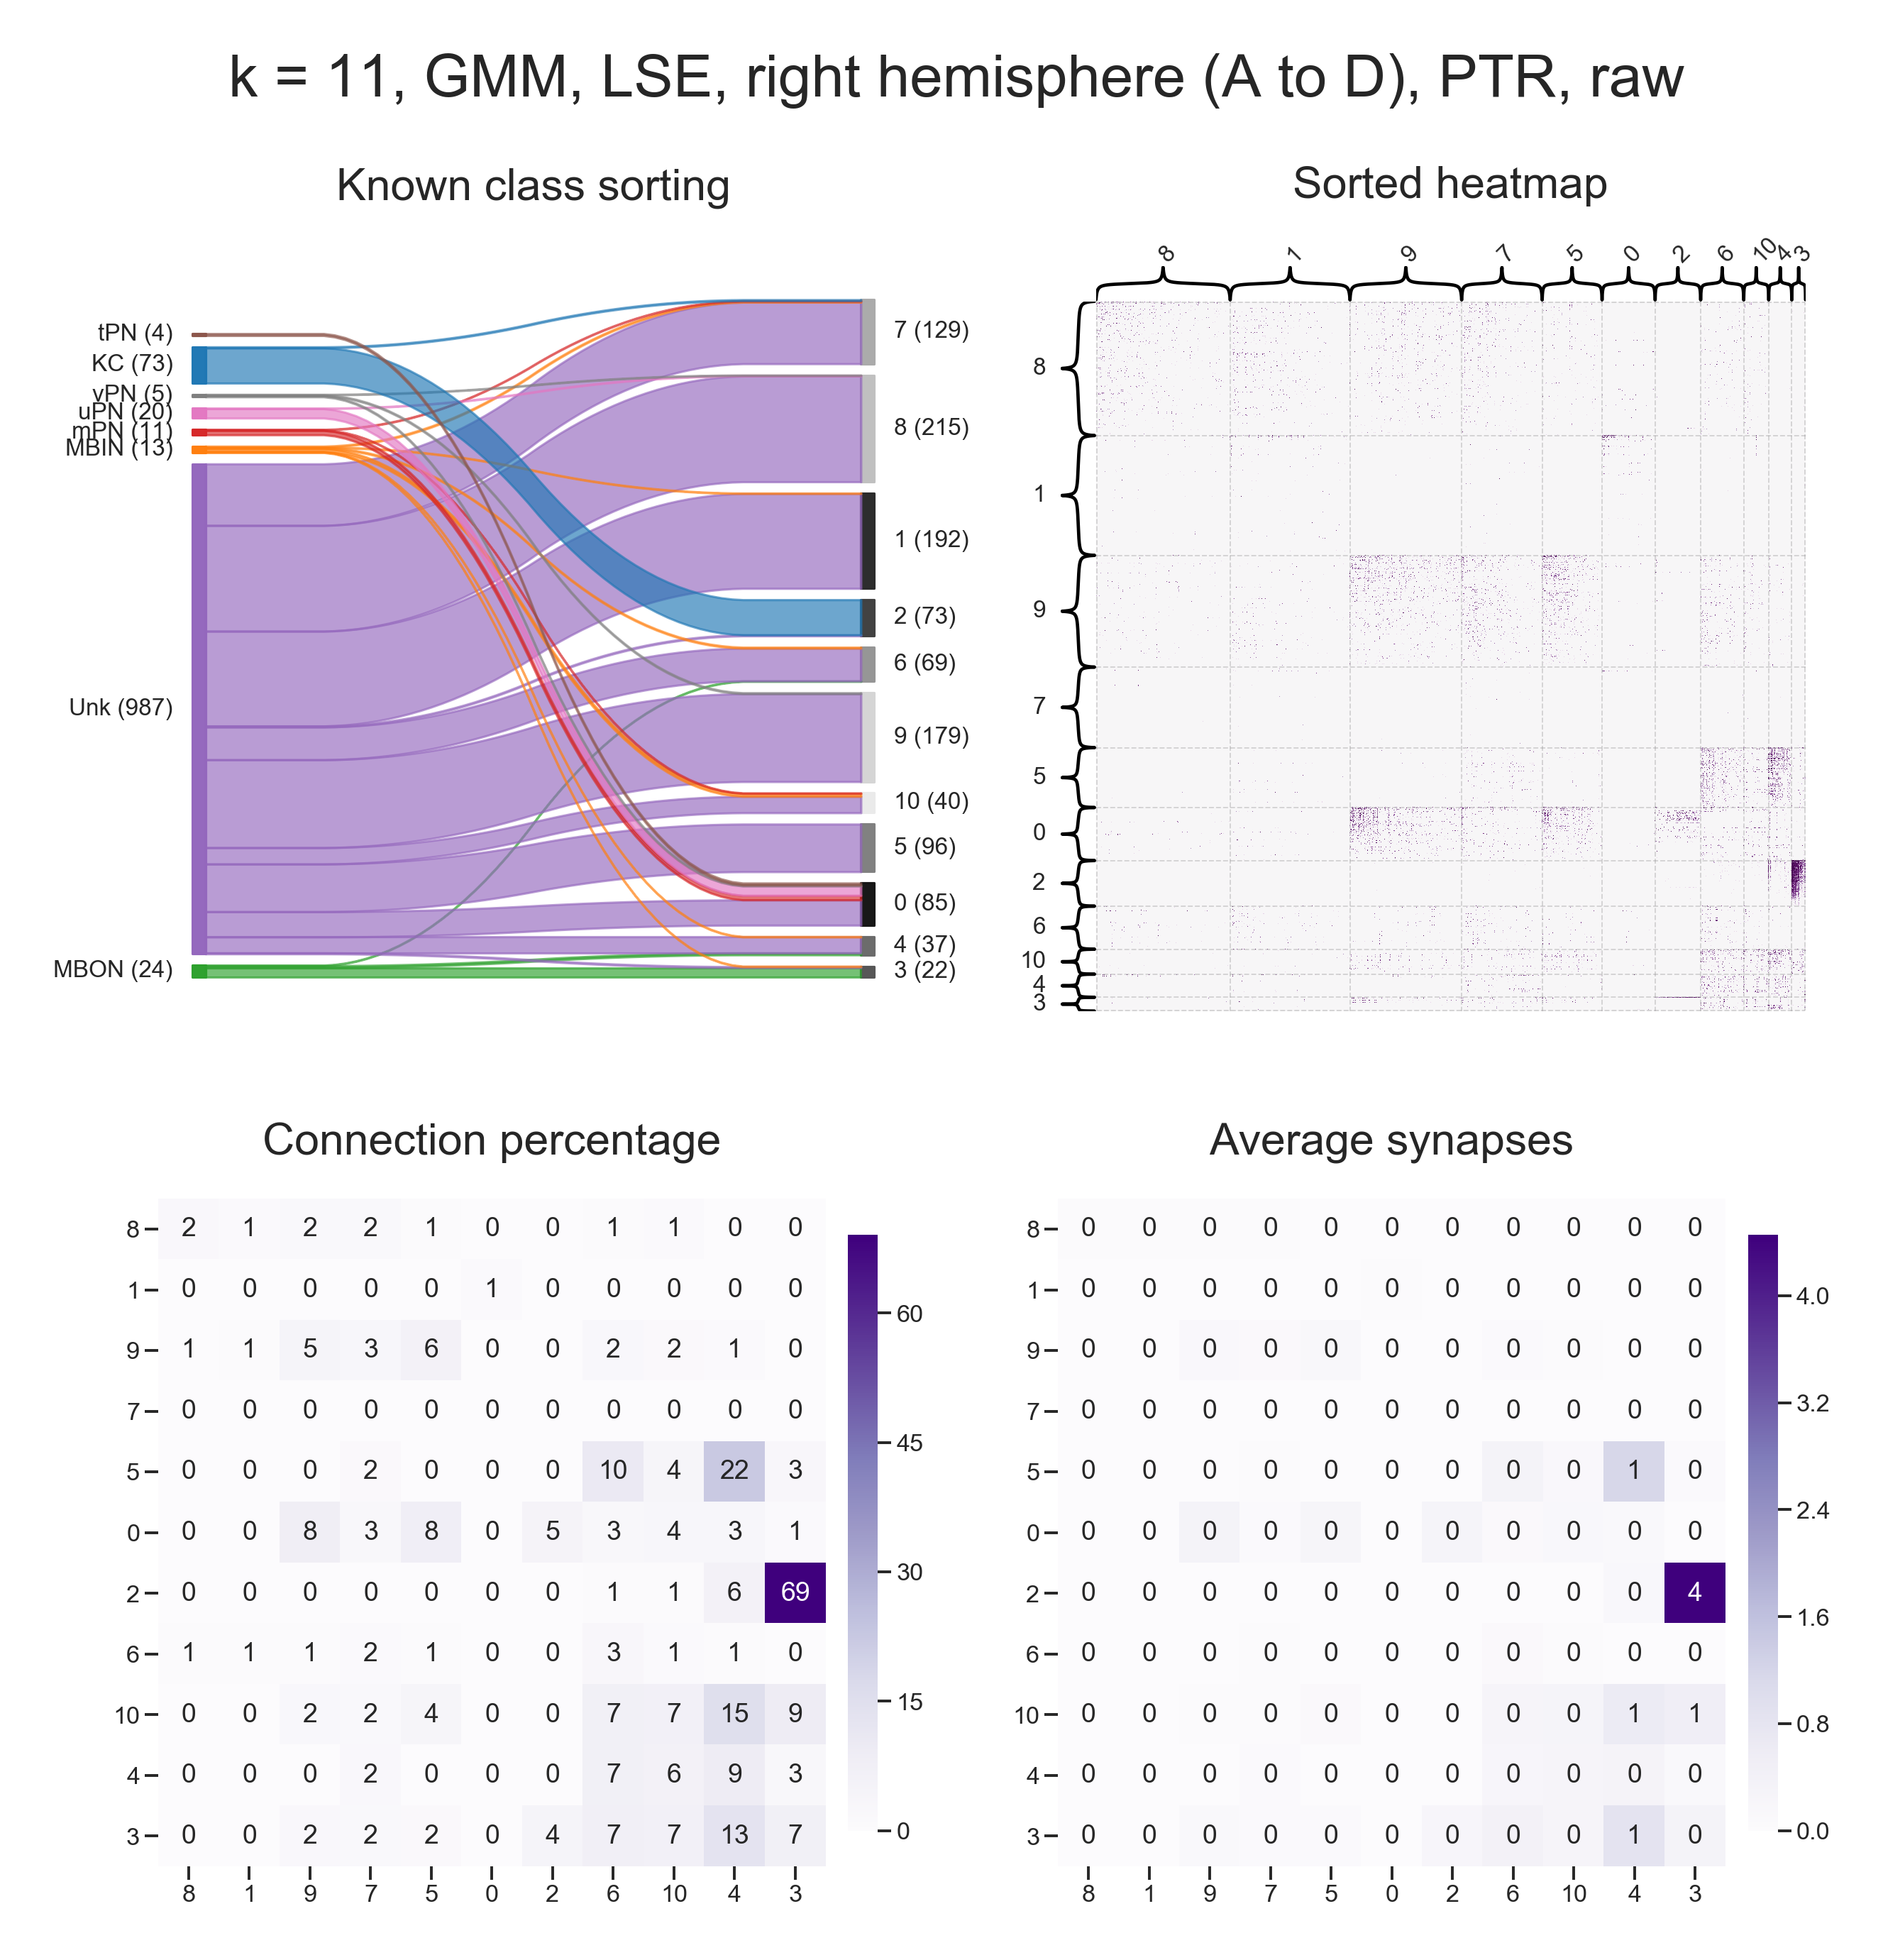 k = 11, GMM, LSE, right hemisphere (A to D), PTR, raw
Known class sorting
tPN (4)
KC (73)
vPN (5)
uPN (20)
mPN (11)
MBIN (13)
Unk (987)
MBON (24)
7 (129)
8 (215)
1 (192)
2 (73)
6 (69)
9 (179)
10 (40)
5 (96)
0 (85)
4 (37)
3 (22)
Sorted heatmap
8 1 9 7 5 0 2 6 10 4 3
8
1
9
7
5
0
2
6
10
4
3
Connection percentage
8 2 1 2 2 1 0 0 1 1 0 0
1 0 0 0 0 0 1 0 0 0 0 0
9 1 1 5 3 6 0 0 2 2 1 0
7 0 0 0 0 0 0 0 0 0 0 0
5 0 0 0 2 0 0 0 10 4 22 3
0 0 0 8 3 8 0 5 3 4 3 1
2 0 0 0 0 0 0 0 1 1 6 69
6 1 1 1 2 1 0 0 3 1 1 0
10 0 0 2 2 4 0 0 7 7 15 9
4 0 0 0 2 0 0 0 7 6 9 3
3 0 0 2 2 2 0 4 7 7 13 7
8 1 9 7 5 0 2 6 10 4 3
60
45
30
15
0
Average synapses
8 0 0 0 0 0 0 0 0 0 0 0
1 0 0 0 0 0 0 0 0 0 0 0
9 0 0 0 0 0 0 0 0 0 0 0
7 0 0 0 0 0 0 0 0 0 0 0
5 0 0 0 0 0 0 0 0 0 1 0
0 0 0 0 0 0 0 0 0 0 0 0
2 0 0 0 0 0 0 0 0 0 0 4
6 0 0 0 0 0 0 0 0 0 0 0
10 0 0 0 0 0 0 0 0 0 1 1
4 0 0 0 0 0 0 0 0 0 0 0
3 0 0 0 0 0 0 0 0 0 1 0
8 1 9 7 5 0 2 6 10 4 3
4.0
3.2
2.4
1.6
0.8
0.0